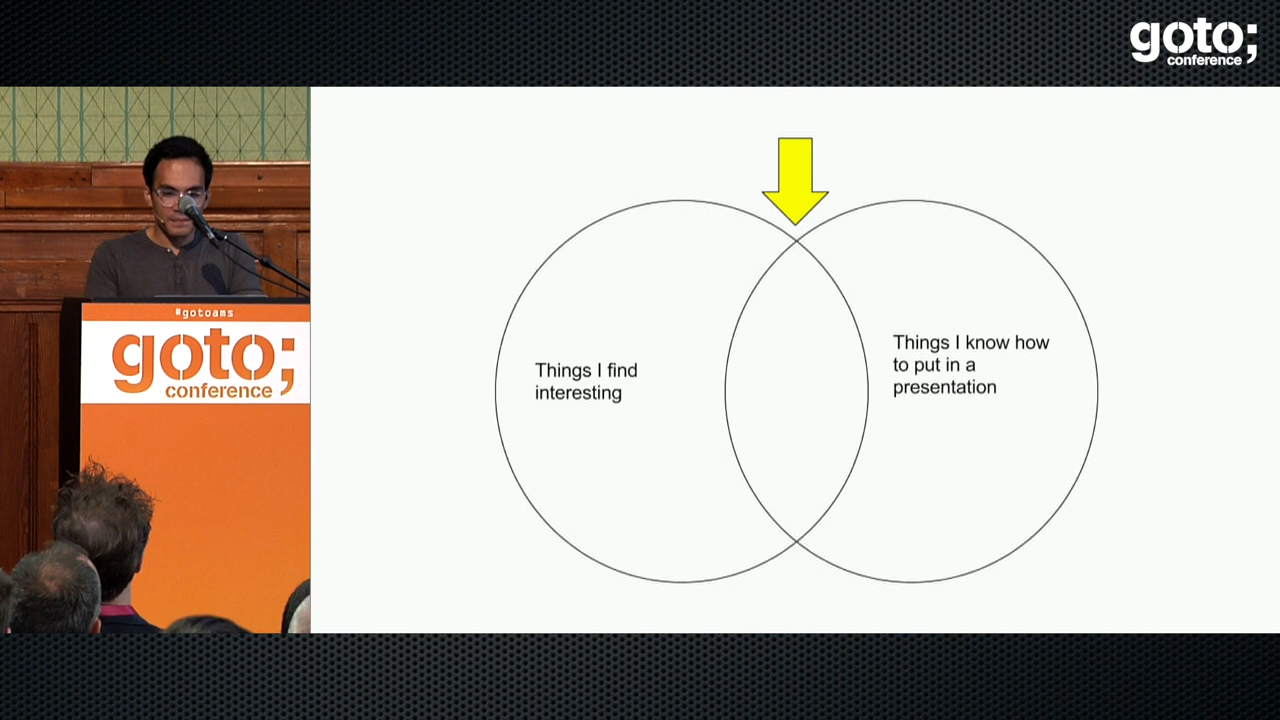 goto;
conference
#gotoams
goto;
conference
Things I find
interesting
Things I know how
to put in a
presentation